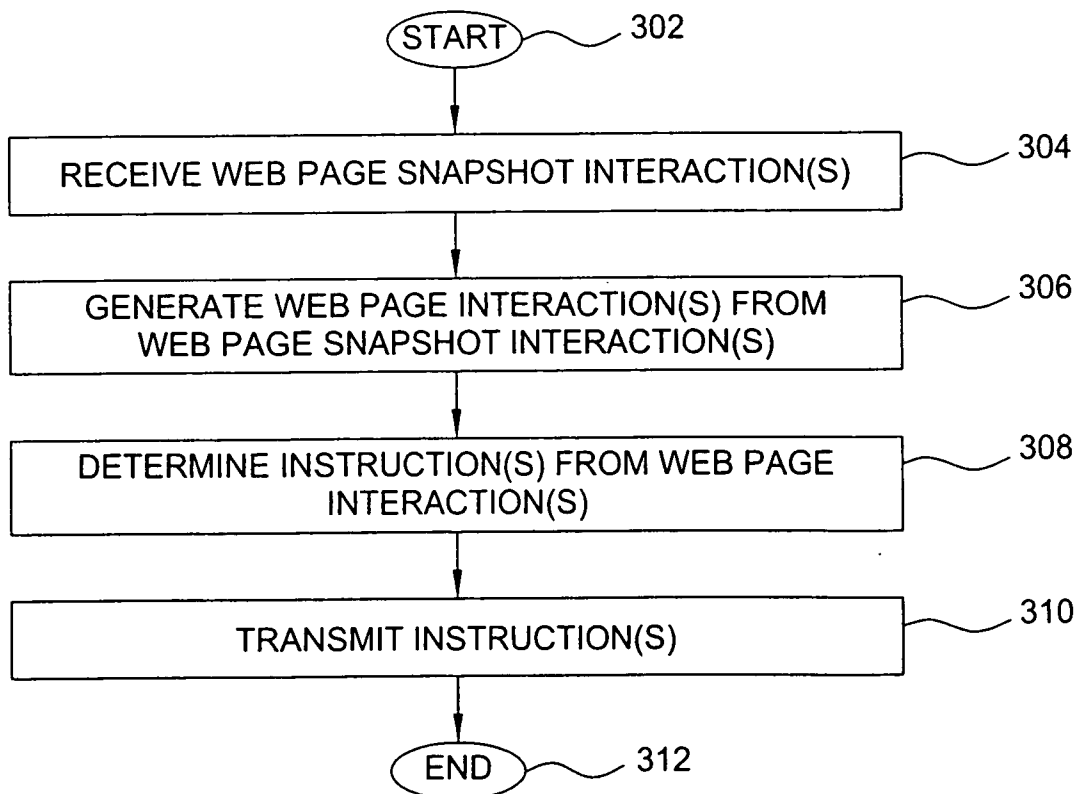 START
302
RECEIVE WEB PAGE SNAPSHOT INTERACTION(S)
304
GENERATE WEB PAGE INTERACTION(S) FROM
WEB PAGE SNAPSHOT INTERACTION(S)
306
DETERMINE INSTRUCTION(S) FROM WEB PAGE
INTERACTION(S)
308
TRANSMIT INSTRUCTION(S)
310
END
312